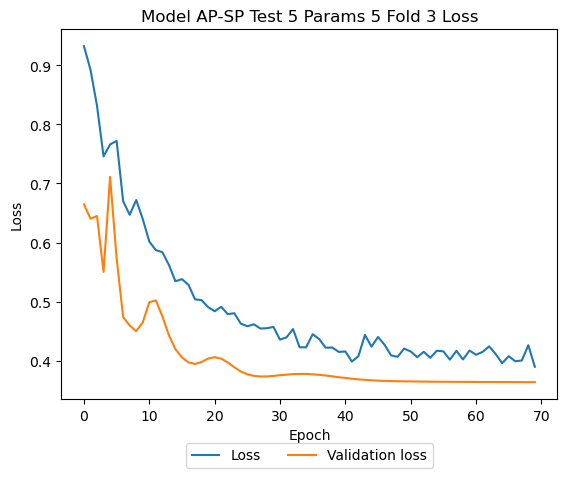 Model AP-SP Test 5 Params 5 Fold 3 Loss
Loss
0.9
0.8
0.7
0.6
0.5
0.4
0 10 20 30 40 50 60 70
Epoch
Loss Validation loss